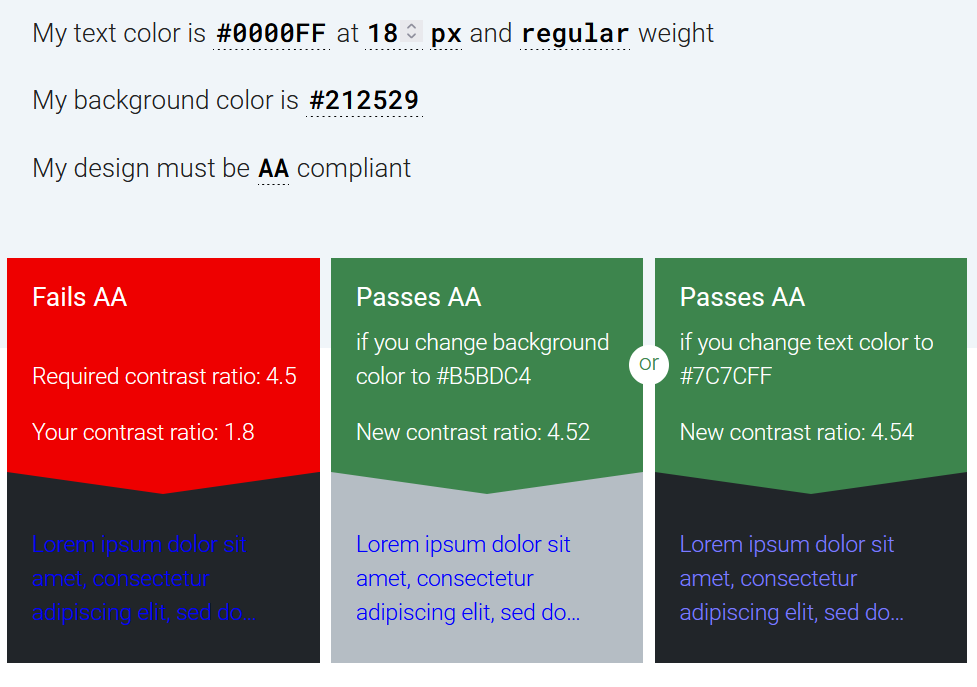 My text color is #0000FF at 18 px and regular weight
My background color is #212529
My design must be AA compliant
Fails AA
Required contrast ratio: 4.5
Your contrast ratio: 1.8
Lorem ipsum dolor sit
amet, consectetur
adipiscing elit, sed do...
Passes AA
if you change background
color to #B5BDC4
New contrast ratio: 4.52
Lorem ipsum dolor sit
amet, consectetur
adipiscing elit, sed do...
or
Passes AA
if you change text color to
#7C7CFF
New contrast ratio: 4.54
Lorem ipsum dolor sit
amet, consectetur
adipiscing elit, sed do...